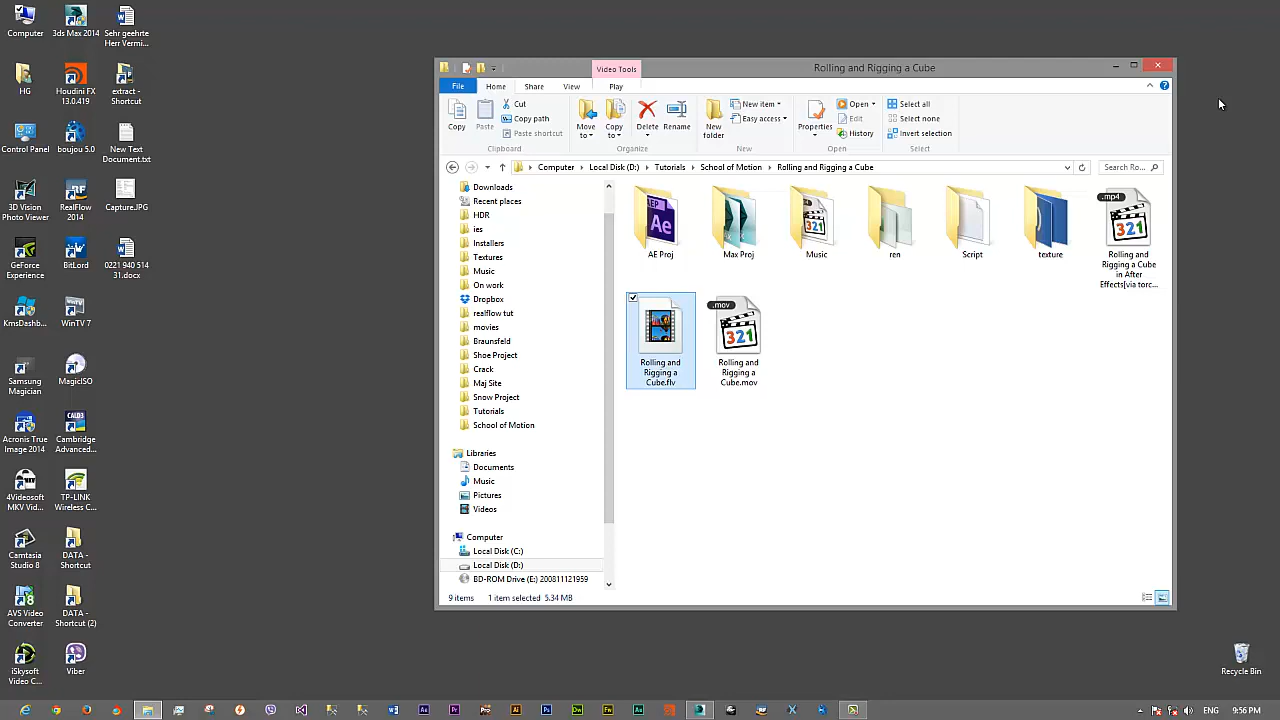 Computer
3ds Max 2014
Sehr geehrte
Herr Vermi...
HG
Houdini FX
13.0.419
extract -
Shortcut
Control Panel
boujou 5.0
New Text
Document.txt
3D Vision
Photo Viewer
RealFlow
2014
Capture.JPG
GeForce
Experience
BitLord
0221 940 514
31.docx
KmsDashb...
WinTV 7
Samsung
Magician
MagicISO
Acronis True
Image 2014
Cambridge
Advanced...
4Videosoft
MKV Vid...
TP-LINK
Wireless C...
Camtasia
Studio 8
DATA -
Shortcut
AVS Video
Converter
DATA -
Shortcut (2)
iSkysoft
Video C...
Viber
Recycle Bin
Video Tools
Rolling and Rigging a Cube
File
Home
Share
View
Play
Copy
Paste
Cut
Copy path
Paste shortcut
Clipboard
Move
to
Copy
to
Delete
Rename
Organize
New
folder
New item
Easy access
New
Properties
Open
Edit
History
Open
Select all
Select none
Invert selection
Select
Computer
Local Disk (D:)
Tutorials
School of Motion
Rolling and Rigging a Cube
Search Ro...
Downloads
Recent places
HDR
ies
Installers
Textures
Music
On work
Dropbox
realflow tut
movies
Braunsfeld
Shoe Project
Crack
Maj Site
Snow Project
Tutorials
School of Motion
Libraries
Documents
Music
Pictures
Videos
Computer
Local Disk (C:)
Local Disk (D:)
BD-ROM Drive (E:) 200811121959
AE Proj
Max Proj
Music
ren
Script
texture
.mp4
Rolling and
Rigging a Cube
in After
Effects[via torc...
Rolling and
Rigging a
Cube.flv
.mov
Rolling and
Rigging a
Cube.mov
9 items
1 item selected 5.34 MB
ENG
9:56 PM